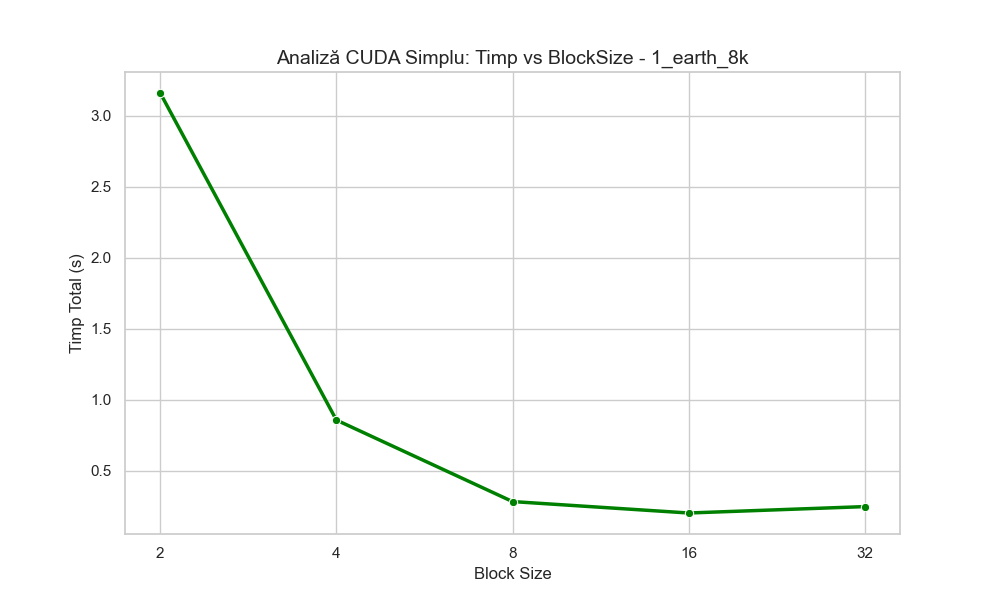 Analiză CUDA Simplu: Timp vs BlockSize - 1_earth_8k
Timp Total (s)
3.0
2.5
2.0
1.5
1.0
0.5
2 4 8 16 32
Block Size